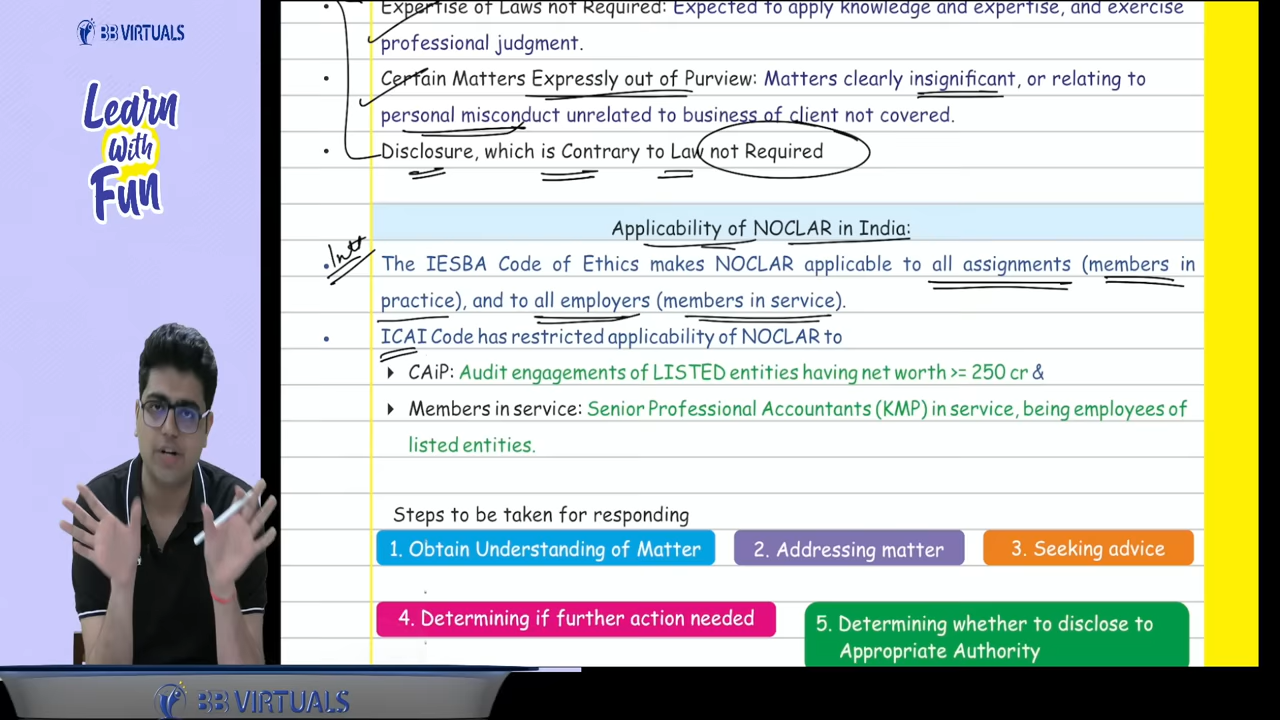 BB VIRTUALS
Learn
With
Fun
Expertise of Laws not Required: Expected to apply knowledge and expertise, and exercise
professional judgment.
Certain Matters Expressly out of Purview: Matters clearly insignificant, or relating to
personal misconduct unrelated to business of client not covered.
Disclosure, which is Contrary to Law not Required
Applicability of NOCLAR in India:
The IESBA Code of Ethics makes NOCLAR applicable to all assignments (members in
practice), and to all employers (members in service).
ICAI Code has restricted applicability of NOCLAR to
CAiP: Audit engagements of LISTED entities having net worth >= 250 cr &
Members in service: Senior Professional Accountants (KMP) in service, being employees of
listed entities.
Steps to be taken for responding
1. Obtain Understanding of Matter
2. Addressing matter
3. Seeking advice
4. Determining if further action needed
5. Determining whether to disclose to
Appropriate Authority
BB VIRTUALS